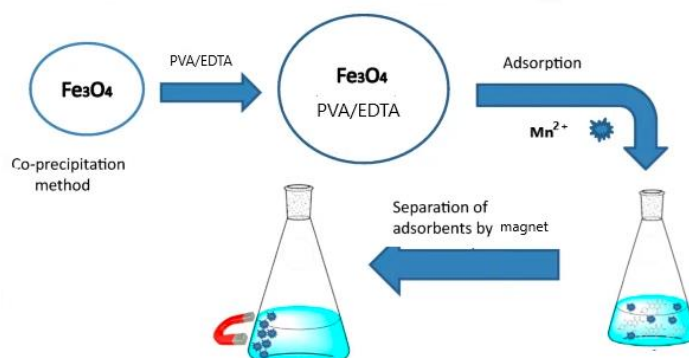 Fe₃O₄
Co-precipitation
method
PVA/EDTA
Fe₃O₄
PVA/EDTA
Adsorption
Mn²⁺
Separation of
adsorbents by magnet